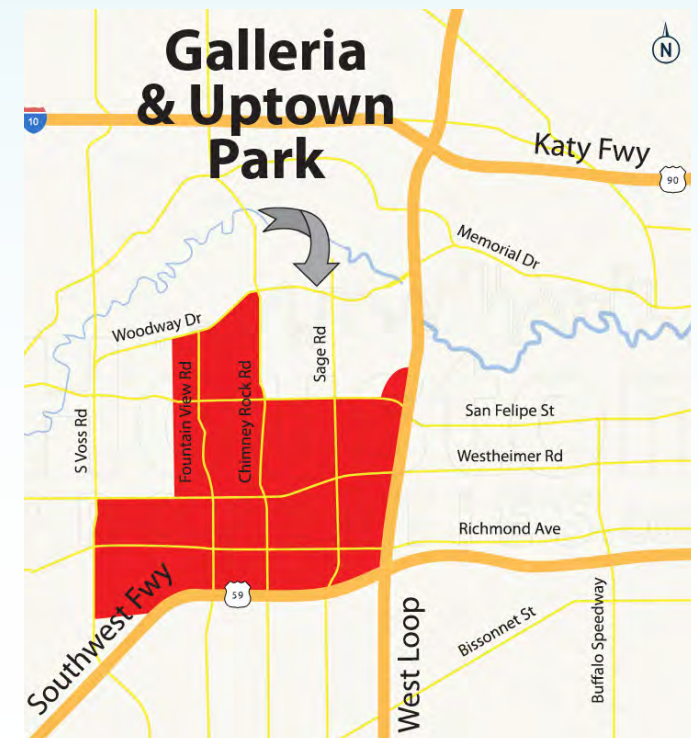 Galleria
& Uptown
Park
N
10
Katy Fwy
90
Memorial Dr
Woodway Dr
Sage Rd
Fountain View Rd
Chimney Rock Rd
S Voss Rd
San Felipe St
Westheimer Rd
Richmond Ave
Southwest Fwy
59
West Loop
Bissonnet St
Buffalo Speedway